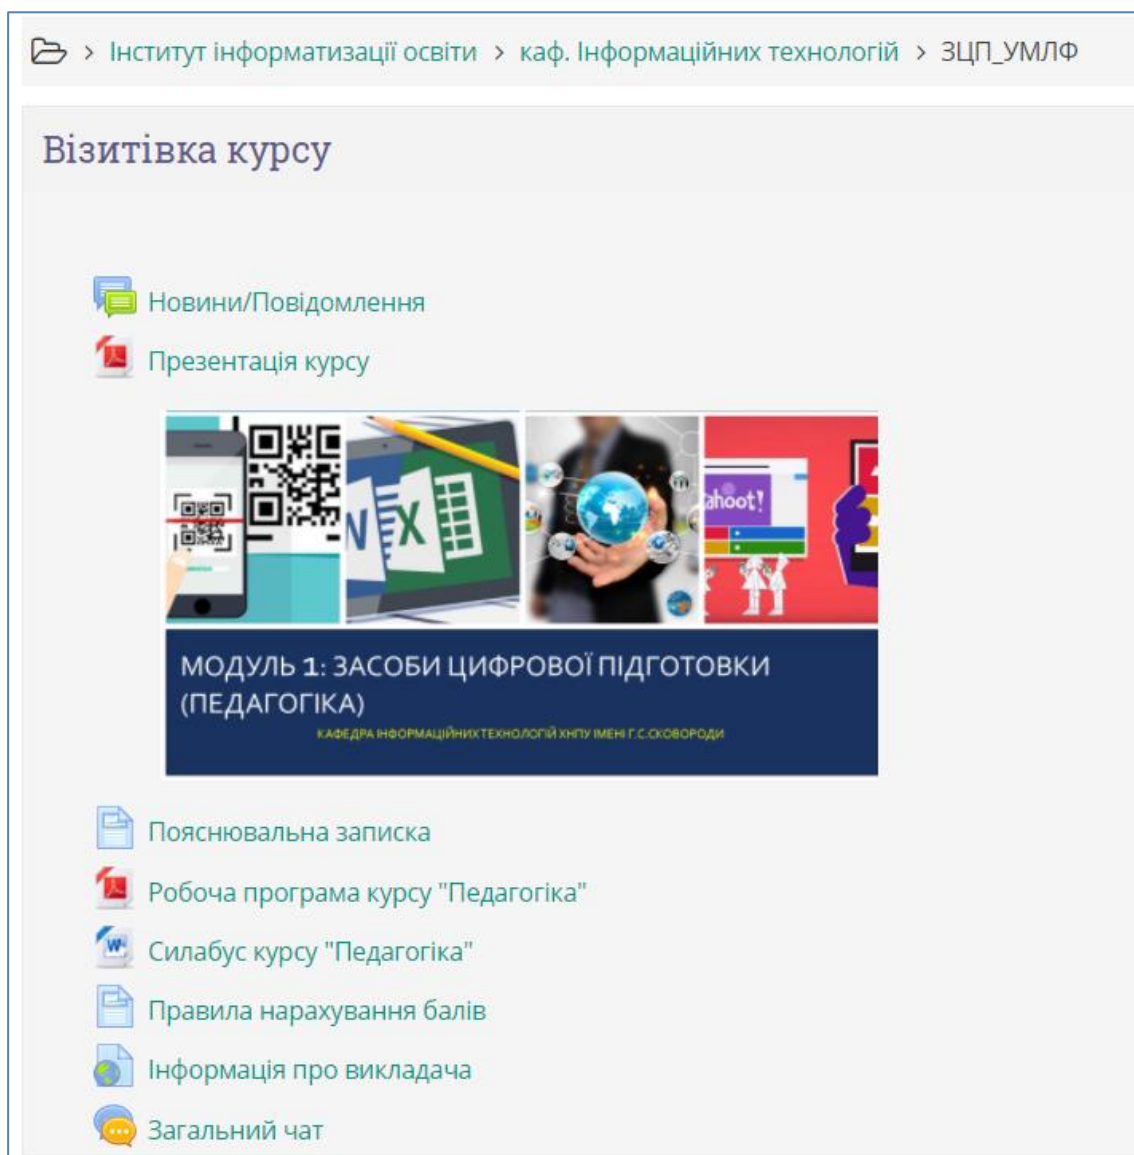 > Інститут інформатизації освіти > каф. Інформаційних технологій > ЗЦП_УМЛФ
Візитівка курсу
Новини/Повідомлення
Презентація курсу
ahoot!
МОДУЛЬ 1: ЗАСОБИ ЦИФРОВОЇ ПІДГОТОВКИ
(ПЕДАГОГІКА)
КАФЕДРА ІНФОРМАЦІЙНИХ ТЕХНОЛОГІЙ ХНПУ ІМЕНІ Г.С.СКОВОРОДИ
Пояснювальна записка
Робоча програма курсу "Педагогіка"
Силабус курсу "Педагогіка"
Правила нарахування балів
Інформація про викладача
Загальний чат